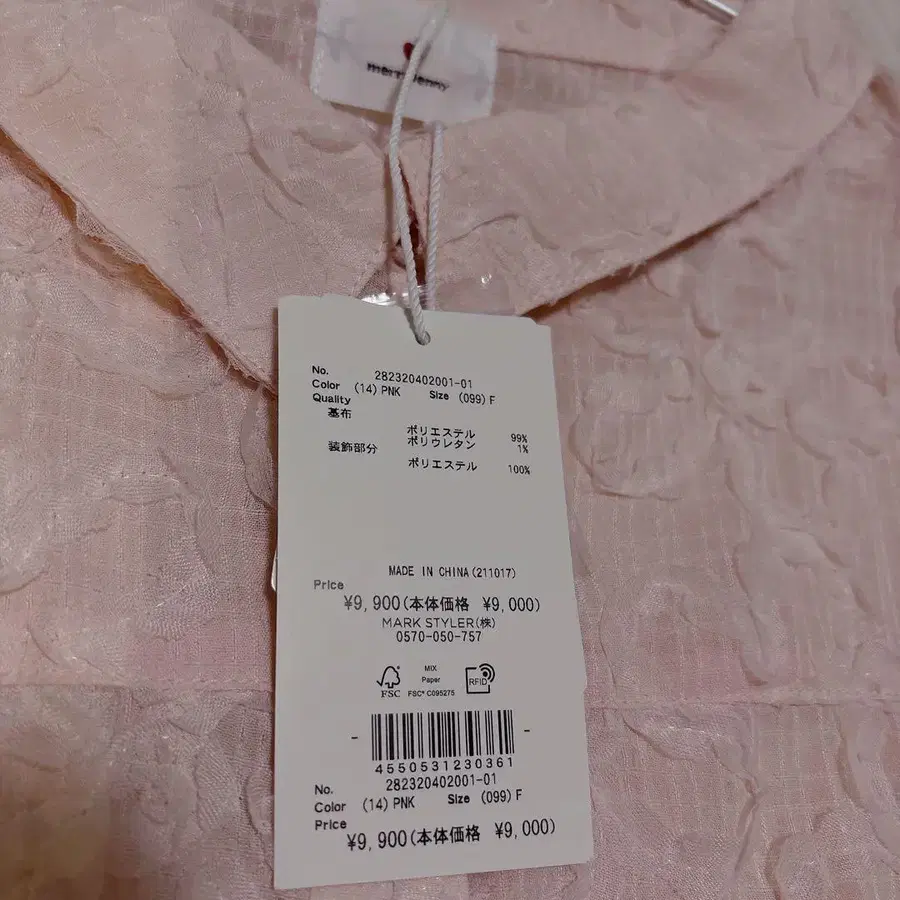 merry jenny
No. 282320402001-01
Color (14) PNK Size (099) F
Quality
基布
ポリエステル 99%
ポリウレタン 1%
装飾部分
ポリエステル 100%
MADE IN CHINA (211017)
Price
¥9,900(本体価格 ¥9,000)
MARK STYLER(株)
0570-050-757
FSC
MIX
Paper
FSC® C095275
RFID
4550531230361
No. 282320402001-01
Color (14) PNK Size (099) F
Price
¥9,900(本体価格 ¥9,000)